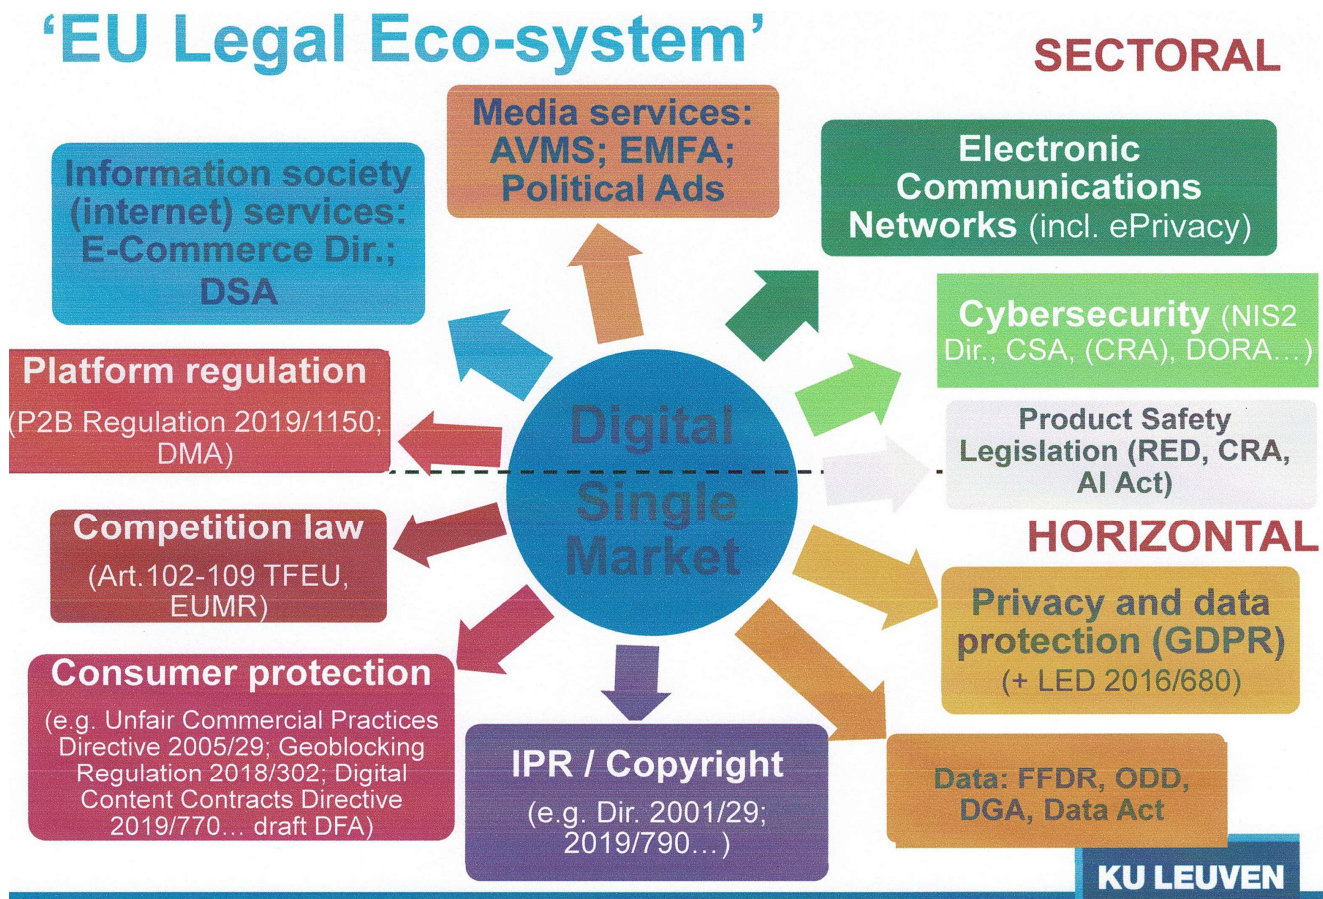 ‘EU Legal Eco-system’
SECTORAL
Media services:
AVMS; EMFA;
Political Ads
Electronic
Communications
Networks (incl. ePrivacy)
Information society
(internet) services:
E-Commerce Dir.;
DSA
Cybersecurity (NIS2
Dir., CSA, (CRA), DORA…)
Platform regulation
(P2B Regulation 2019/1150;
DMA)
Digital
Single
Market
Product Safety
Legislation (RED, CRA,
AI Act)
HORIZONTAL
Competition law
(Art.102-109 TFEU,
EUMR)
Privacy and data
protection (GDPR)
(+ LED 2016/680)
Consumer protection
(e.g. Unfair Commercial Practices
Directive 2005/29; Geoblocking
Regulation 2018/302; Digital
Content Contracts Directive
2019/770… draft DFA)
IPR / Copyright
(e.g. Dir. 2001/29;
2019/790…)
Data: FFDR, ODD,
DGA, Data Act
KU LEUVEN